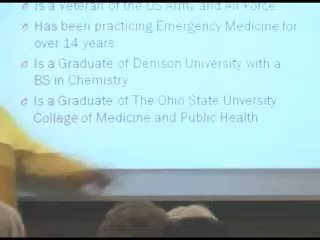 Is a Veteran of the US Army and Air Force
Has been practicing Emergency Medicine for
over 14 years
Is a Graduate of Denison University with a
BS in Chemistry
Is a Graduate of The Ohio State Unversity
College of Medicine and Public Health